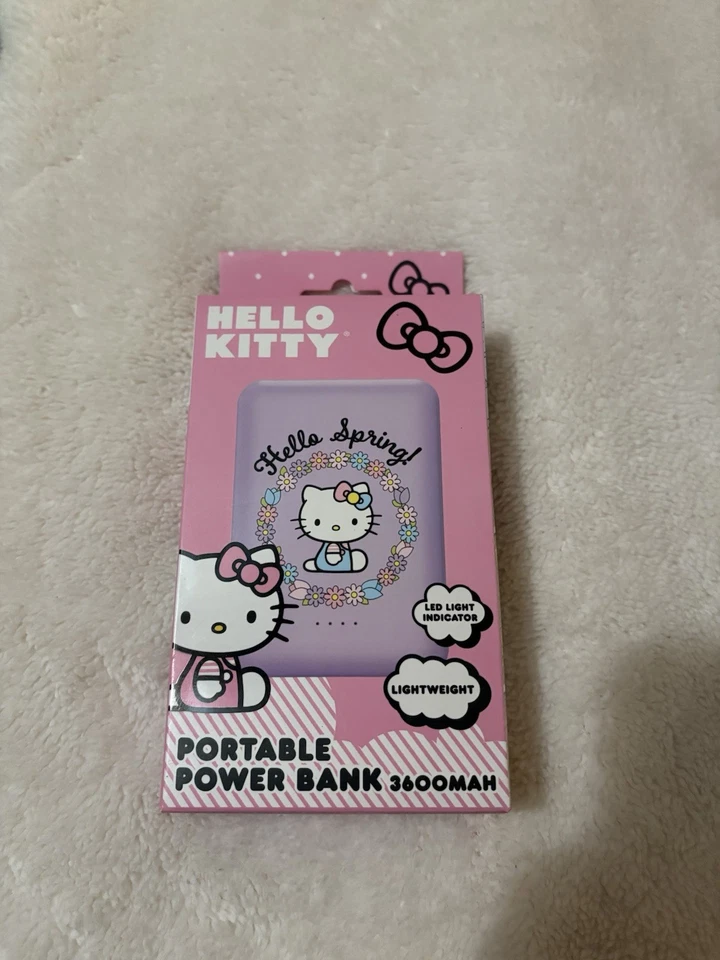 HELLO
KITTY®
Hello Spring!
LED LIGHT
INDICATOR
LIGHTWEIGHT
PORTABLE
POWER BANK 3600MAH